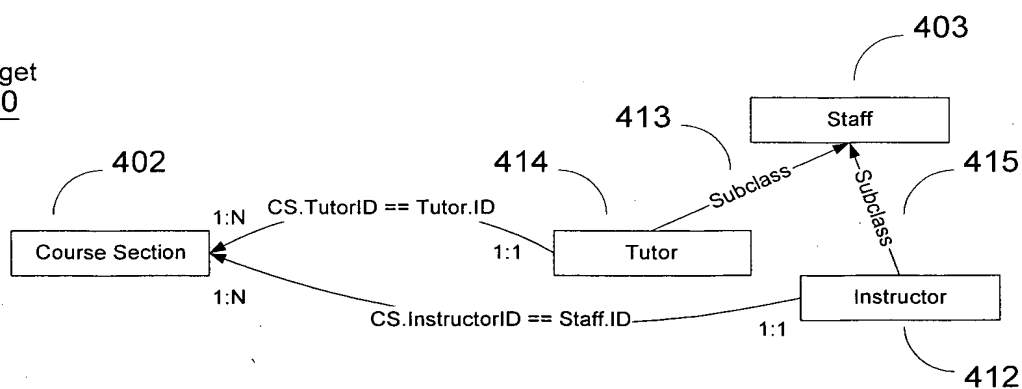 403
get
0
Staff
413
402
414
415
Subclass
Subclass
1:N
CS.TutorID == Tutor.ID
Course Section
1:1
Tutor
1:N
Instructor
CS.InstructorID == Staff.ID
1:1
412